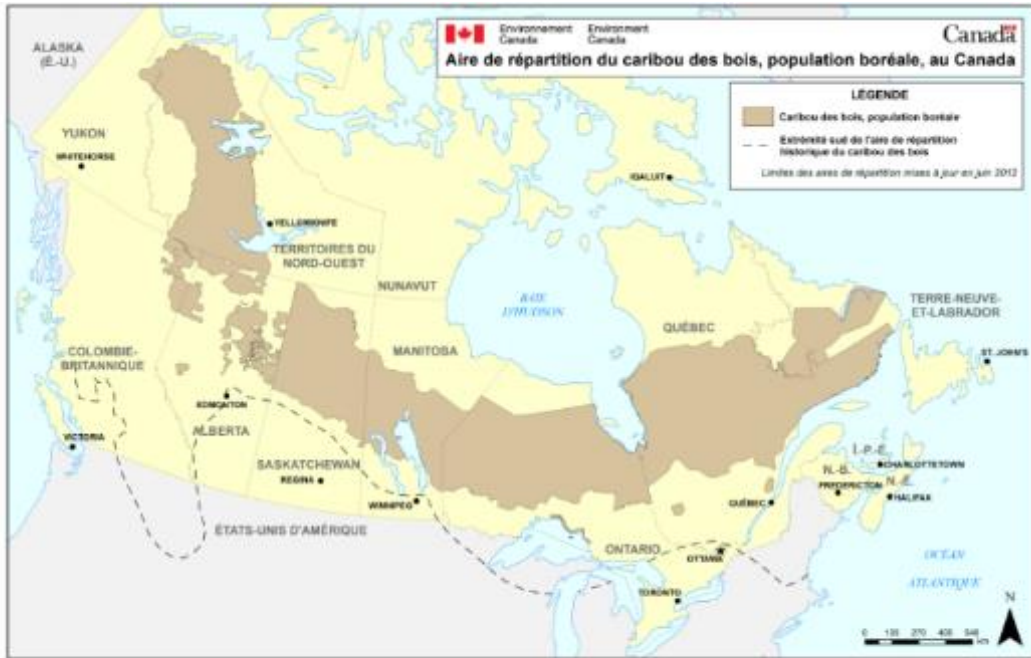 Environnement Canada
Environment Canada
Canada
Aire de répartition du caribou des bois, population boréale, au Canada
LÉGENDE
Caribou des bois, population boréale
Extrémité sud de l'aire de répartition
historique du caribou des bois
Limites des aires de répartition mises à jour en juin 2012
ALASKA
(É.-U.)
YUKON
WHITEHORSE
IQALUIT
YELLOWKNIFE
TERRITOIRES DU
NORD-OUEST
NUNAVUT
BAIE
D'HUDSON
QUÉBEC
TERRE-NEUVE-
ET-LABRADOR
ST. JOHN'S
COLOMBIE-
BRITANNIQUE
MANITOBA
EDMONTON
ALBERTA
VICTORIA
SASKATCHEWAN
REGINA
WINNIPEG
Î.-P.-É.
CHARLOTTETOWN
N.-B.
FREDERICTON
N.-É.
HALIFAX
QUÉBEC
ÉTATS-UNIS D'AMÉRIQUE
ONTARIO
OTTAWA
TORONTO
OCÉAN
ATLANTIQUE
N
0
km